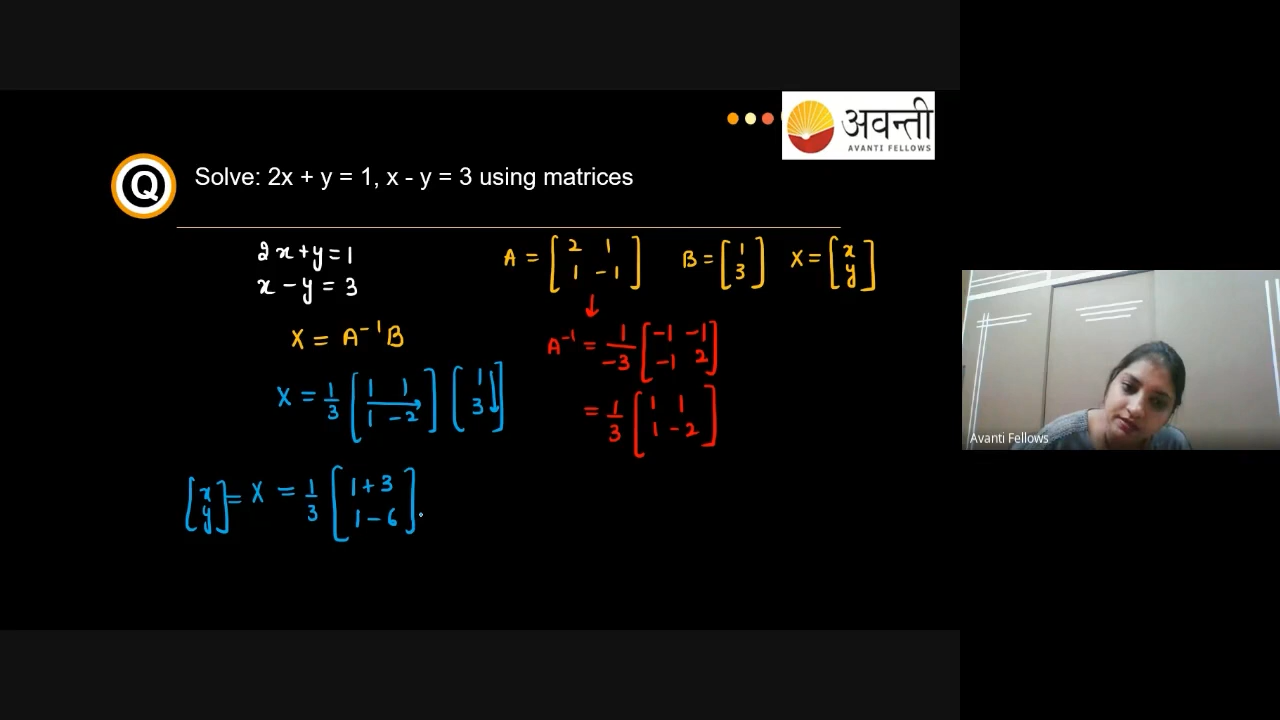 अवन्ती
AVANTI FELLOWS
Q
Solve: 2x + y = 1, x - y = 3 using matrices
2x + y = 1
x - y = 3
A = [2 1
1 -1]
B = [1
3]
X = [x
y]
X = A⁻¹B
A⁻¹ = 1/-3 [-1 -1
-1 2]
= 1/3 [1 1
1 -2]
X = 1/3 [1 1
1 -2] [1
3]
[x
y] = X = 1/3 [1 + 3
1 - 6]
Avanti Fellows